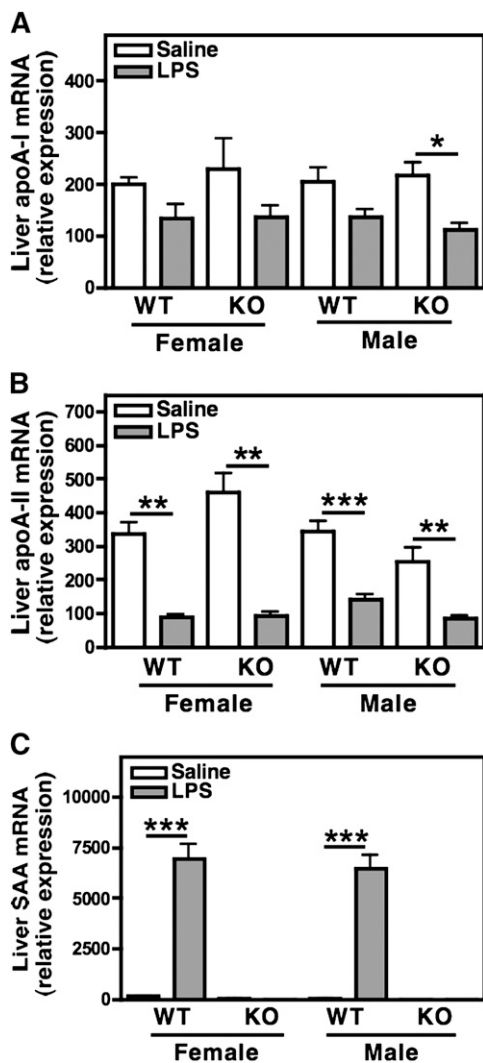 A
Saline
LPS
Liver apoA-I mRNA
(relative expression)
400
300
200
100
0
*
WT KO WT KO
Female Male
B
Saline
LPS
Liver apoA-II mRNA
(relative expression)
700
600
500
400
300
200
100
0
** ** *** **
WT KO WT KO
Female Male
C
Saline
LPS
Liver SAA mRNA
(relative expression)
10000
7500
5000
2500
0
*** ***
WT KO WT KO
Female Male